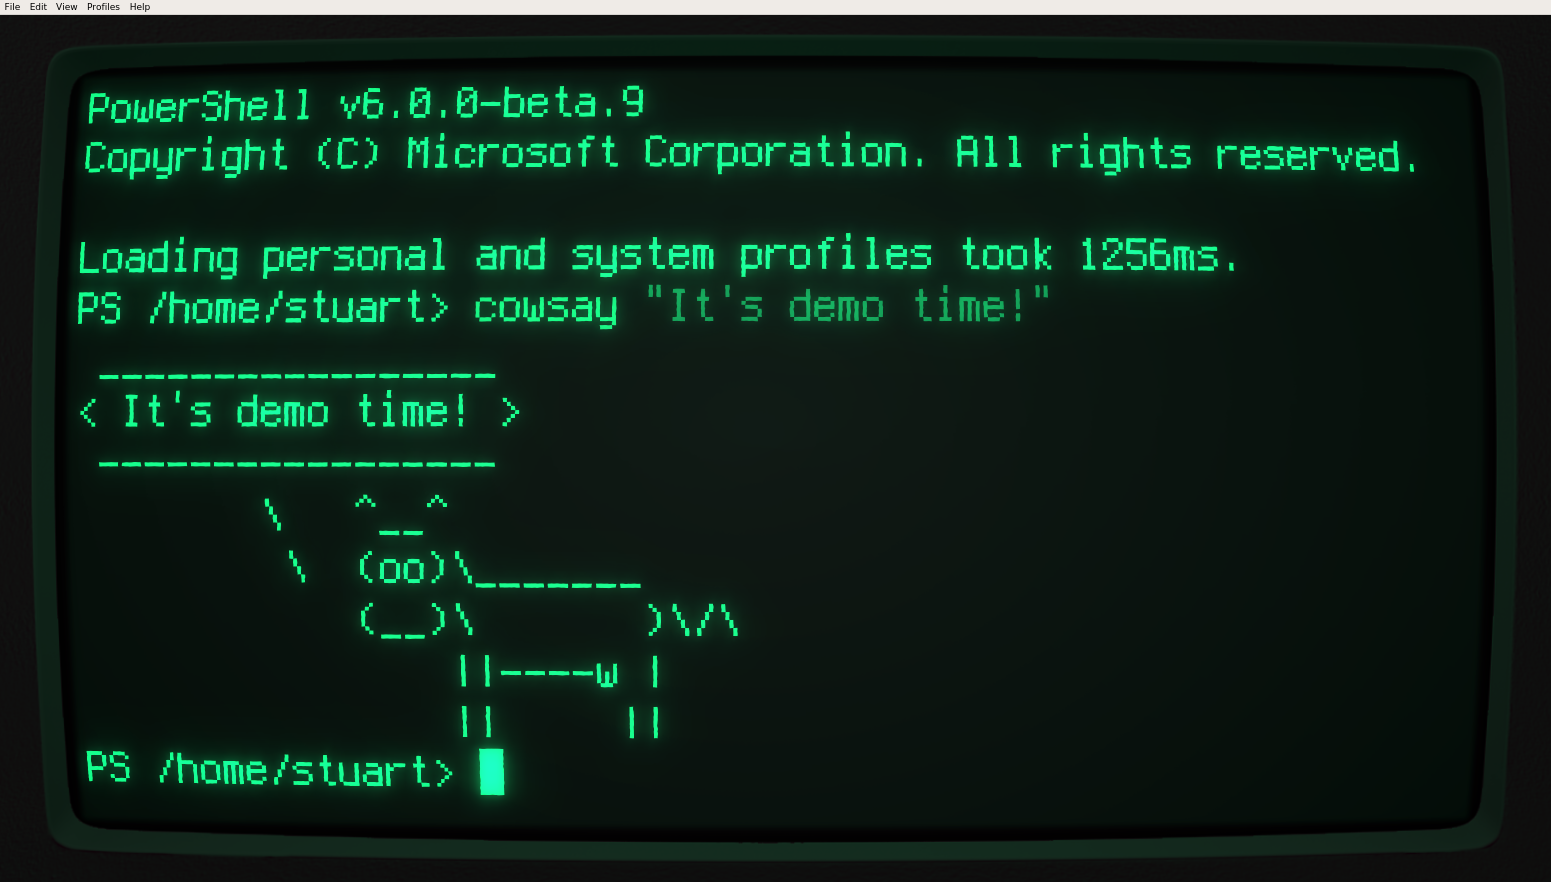 File Edit View Profiles Help
PowerShell v6.0.0-beta.9
Copyright (C) Microsoft Corporation. All rights reserved.
Loading personal and system profiles took 1256ms.
PS /home/stuart> cowsay "It's demo time!"
 _________________
< It's demo time! >
 -----------------
        \   ^__^
         \  (oo)\_______
            (__)\       )\/\
                ||----w |
                ||     ||
PS /home/stuart>